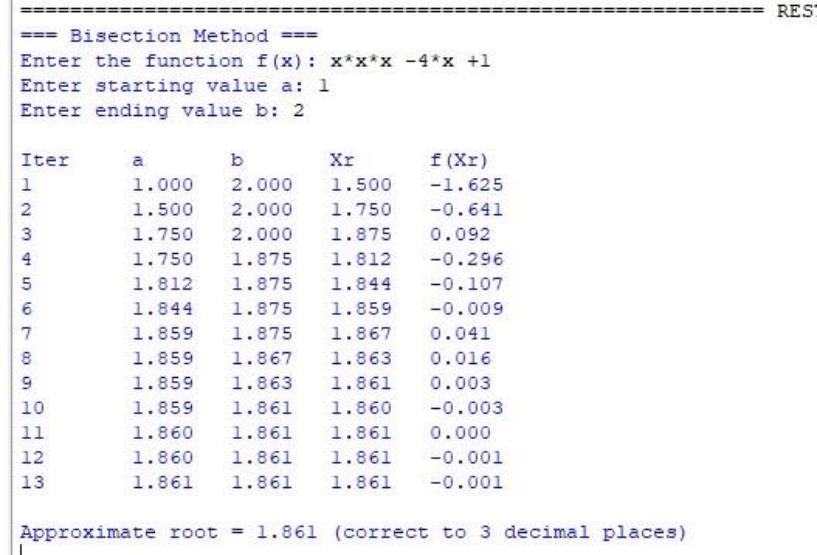 ============================================================ REST
=== Bisection Method ===
Enter the function f(x): x*x*x -4*x +1
Enter starting value a: 1
Enter ending value b: 2
Iter a b Xr f(Xr)
1 1.000 2.000 1.500 -1.625
2 1.500 2.000 1.750 -0.641
3 1.750 2.000 1.875 0.092
4 1.750 1.875 1.812 -0.296
5 1.812 1.875 1.844 -0.107
6 1.844 1.875 1.859 -0.009
7 1.859 1.875 1.867 0.041
8 1.859 1.867 1.863 0.016
9 1.859 1.863 1.861 0.003
10 1.859 1.861 1.860 -0.003
11 1.860 1.861 1.861 0.000
12 1.860 1.861 1.861 -0.001
13 1.861 1.861 1.861 -0.001
Approximate root = 1.861 (correct to 3 decimal places)